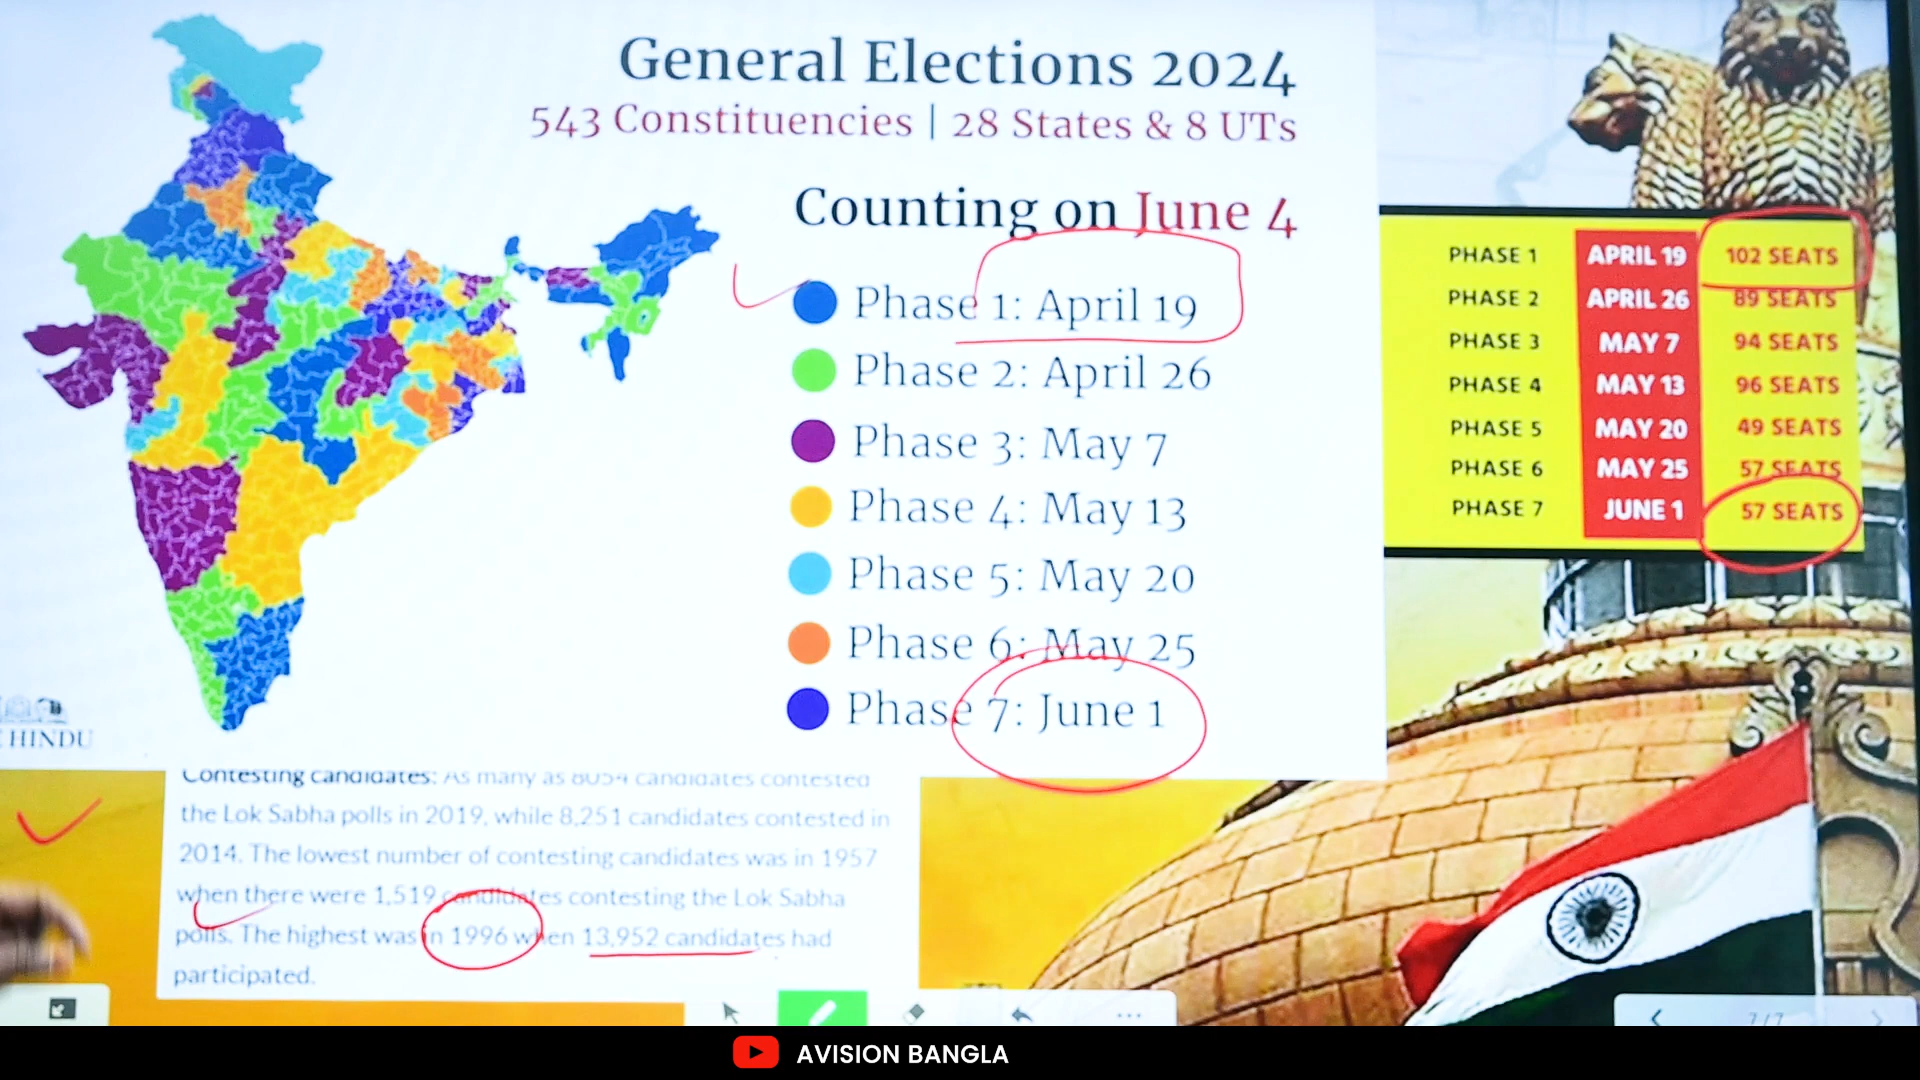 General Elections 2024
543 Constituencies | 28 States & 8 UTs
Counting on June 4
Phase 1: April 19
Phase 2: April 26
Phase 3: May 7
Phase 4: May 13
Phase 5: May 20
Phase 6: May 25
Phase 7: June 1
PHASE 1 APRIL 19 102 SEATS
PHASE 2 APRIL 26 89 SEATS
PHASE 3 MAY 7 94 SEATS
PHASE 4 MAY 13 96 SEATS
PHASE 5 MAY 20 49 SEATS
PHASE 6 MAY 25 57 SEATS
PHASE 7 JUNE 1 57 SEATS
HINDU
Contesting candidates: As many as 8054 candidates contested
the Lok Sabha polls in 2019, while 8,251 candidates contested in
2014. The lowest number of contesting candidates was in 1957
when there were 1,519 candidates contesting the Lok Sabha
polls. The highest was in 1996 when 13,952 candidates had
participated.
7/7
AVISION BANGLA